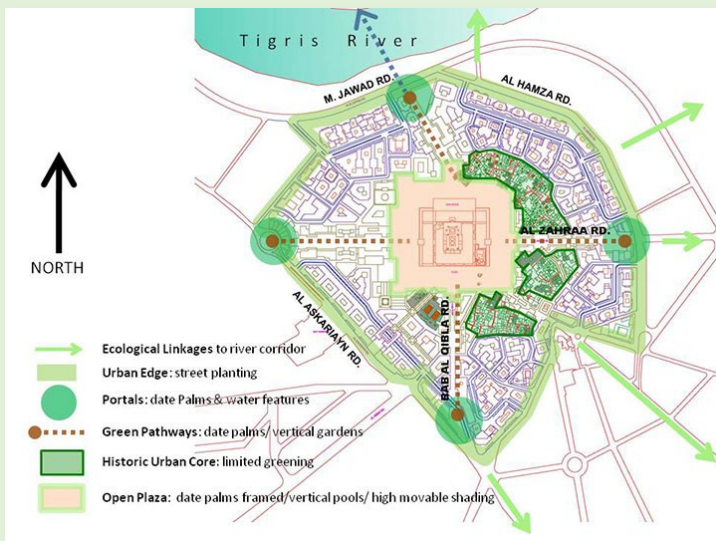 Tigris River
M. JAWAD RD.
AL HAMZA RD.
NORTH
AL ZAHRAA RD.
AL ASKARIAYN RD.
BAB AL QIBLA RD.
Ecological Linkages to river corridor
Urban Edge: street planting
Portals: date Palms & water features
Green Pathways: date palms/ vertical gardens
Historic Urban Core: limited greening
Open Plaza: date palms framed/vertical pools/ high movable shading